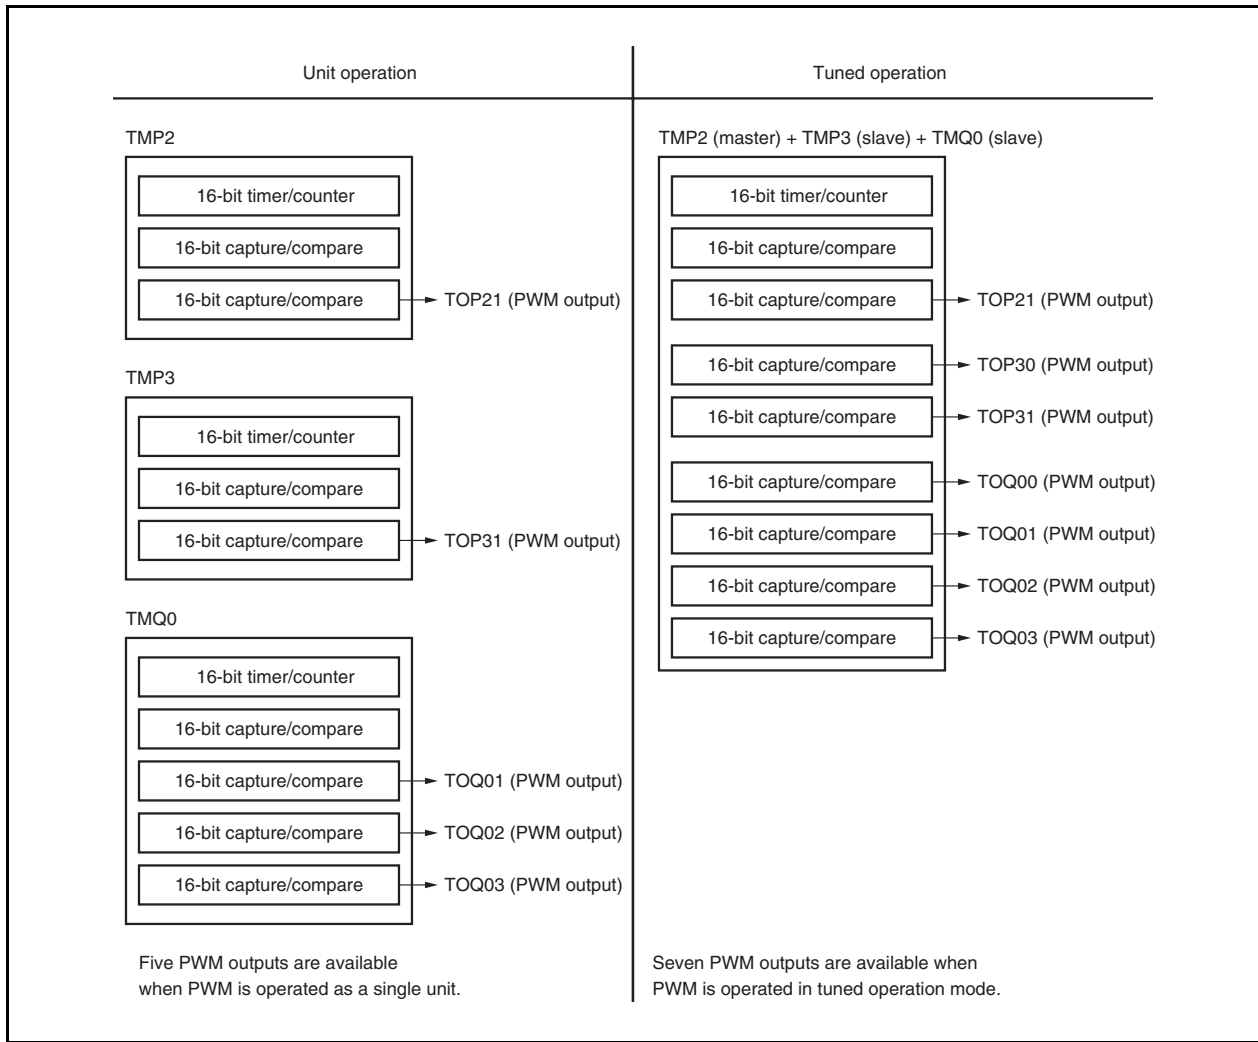 Unit operation
TMP2
16-bit timer/counter
16-bit capture/compare
16-bit capture/compare
TOP21 (PWM output)
TMP3
16-bit timer/counter
16-bit capture/compare
16-bit capture/compare
TOP31 (PWM output)
TMQ0
16-bit timer/counter
16-bit capture/compare
16-bit capture/compare
TOQ01 (PWM output)
16-bit capture/compare
TOQ02 (PWM output)
16-bit capture/compare
TOQ03 (PWM output)
Five PWM outputs are available
when PWM is operated as a single unit.
Tuned operation
TMP2 (master) + TMP3 (slave) + TMQ0 (slave)
16-bit timer/counter
16-bit capture/compare
16-bit capture/compare
TOP21 (PWM output)
16-bit capture/compare
TOP30 (PWM output)
16-bit capture/compare
TOP31 (PWM output)
16-bit capture/compare
TOQ00 (PWM output)
16-bit capture/compare
TOQ01 (PWM output)
16-bit capture/compare
TOQ02 (PWM output)
16-bit capture/compare
TOQ03 (PWM output)
Seven PWM outputs are available when
PWM is operated in tuned operation mode.